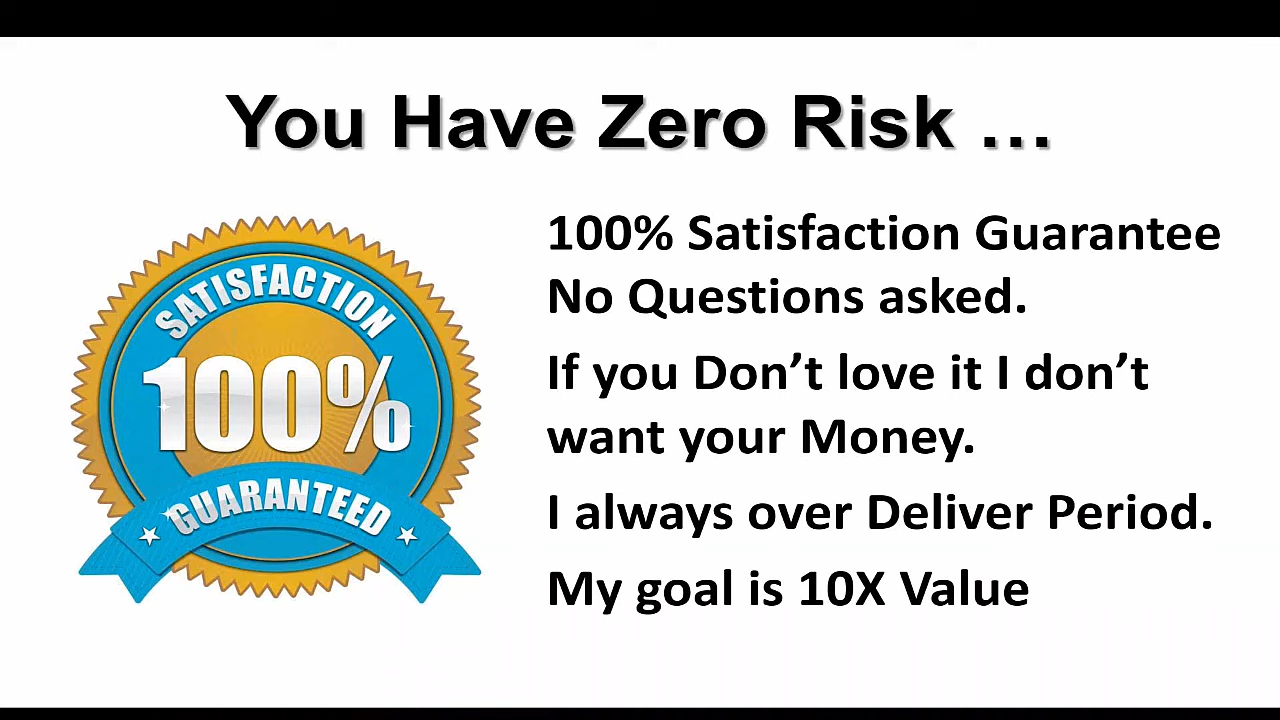 You Have Zero Risk …
SATISFACTION
100%
GUARANTEED
100% Satisfaction Guarantee
No Questions asked.
If you Don’t love it I don’t
want your Money.
I always over Deliver Period.
My goal is 10X Value